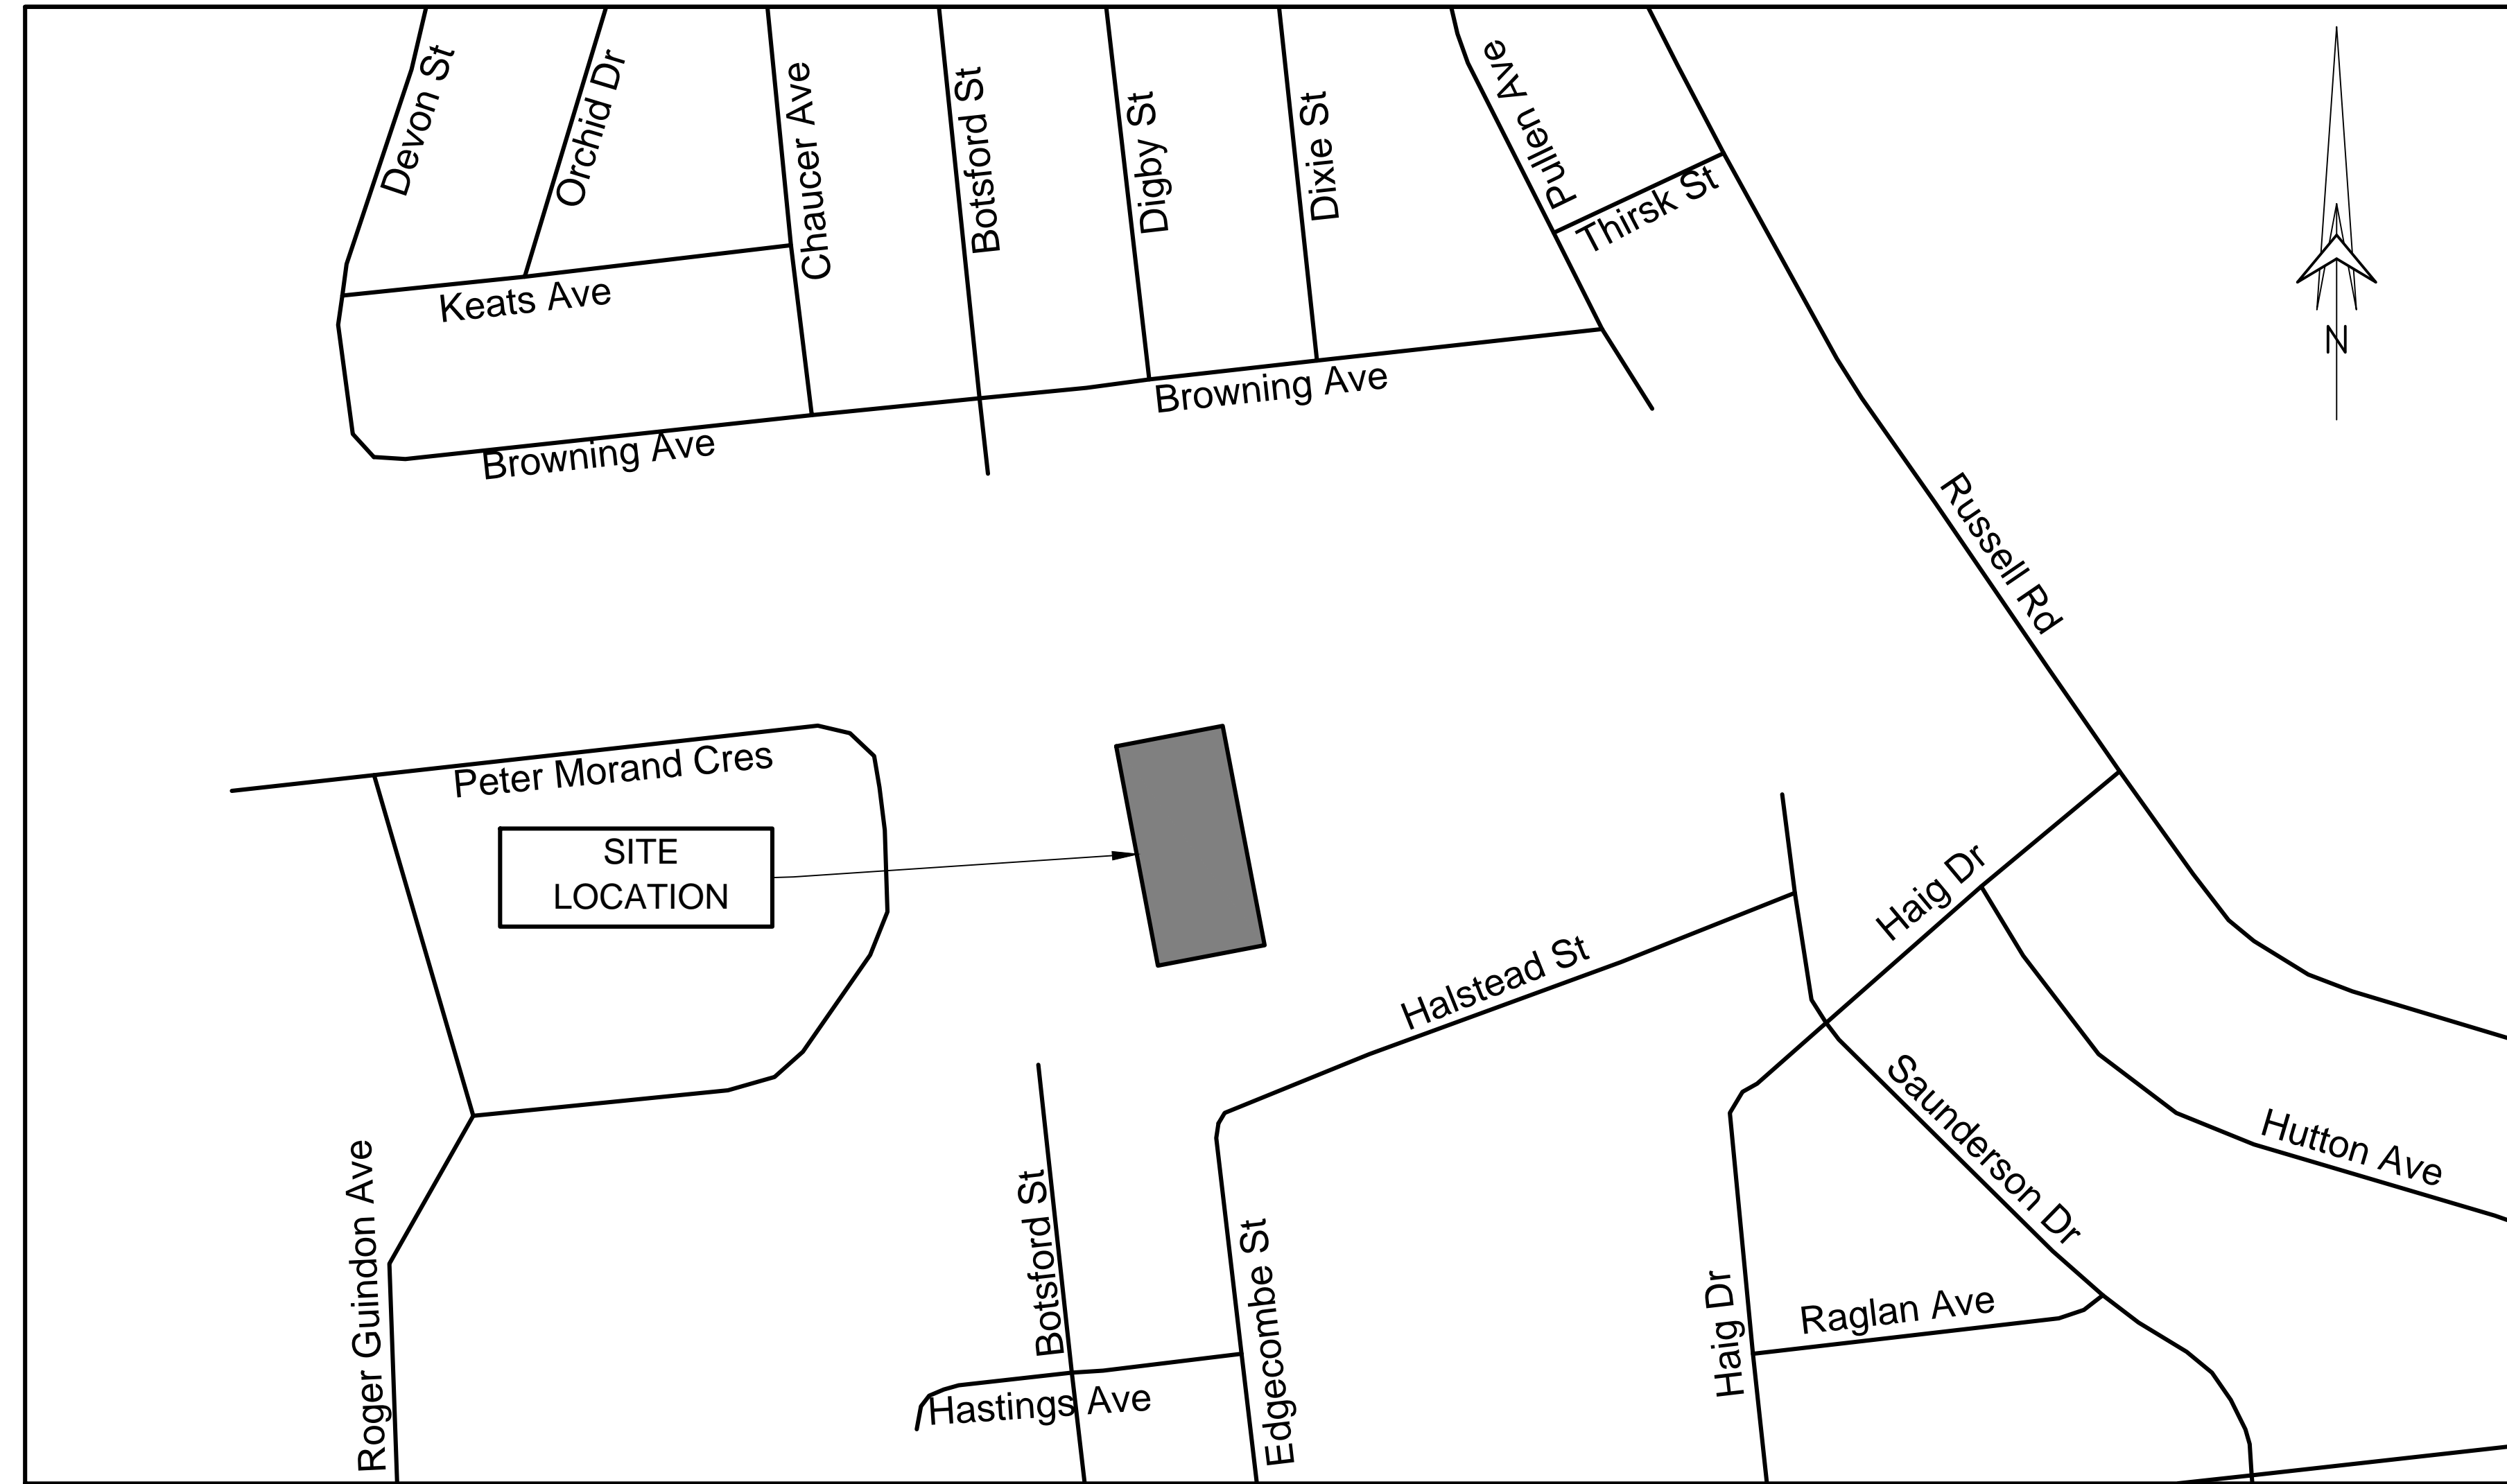 Devon St
Orchid Dr
Chaucer Ave
Botsford St
Digby St
Dixie St
Pullen Ave
Thirsk St
Keats Ave
N
Browning Ave
Browning Ave
Russell Rd
Peter Morand Cres
SITE
LOCATION
Haig Dr
Halstead St
Saunderson Dr
Hutton Ave
Roger Guindon Ave
Botsford St
Edgecombe St
Haig Dr
Raglan Ave
Hastings Ave